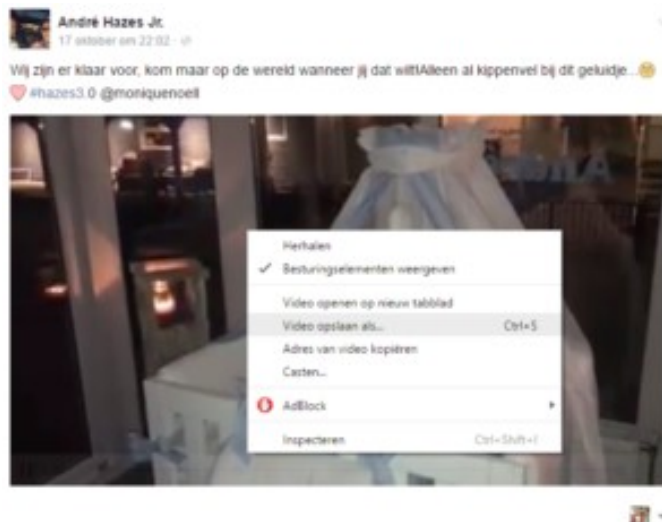 André Hazes Jr.
17 oktober om 22:02
Wij zijn er klaar voor, kom maar op de wereld wanneer jij dat wilt!Alleen al kippenvel bij dit geluidje...
#hazes3.0 @moniquenoell
Herhalen
Besturingselementen weergeven
Video openen op nieuw tabblad
Video opslaan als... Ctrl+S
Adres van video kopiëren
Casten...
AdBlock
Inspecteren Ctrl+Shift+I